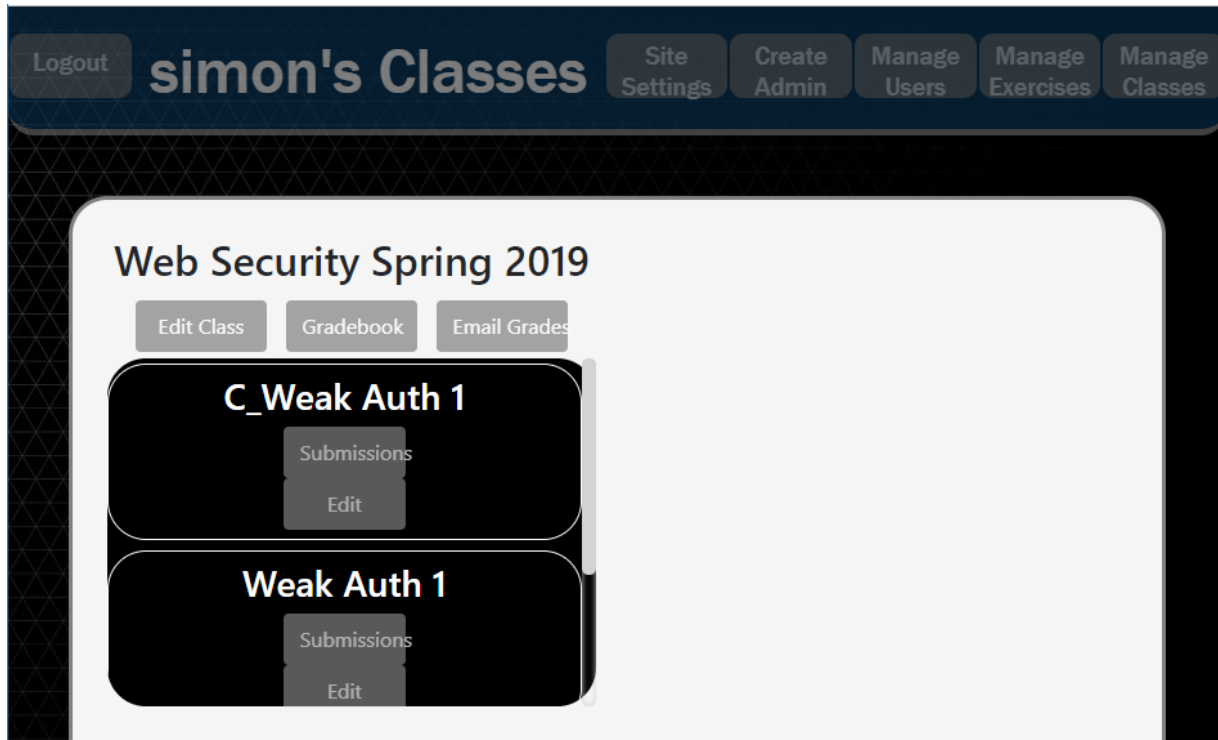 Logout
simon's Classes
Site Settings
Create Admin
Manage Users
Manage Exercises
Manage Classes
Web Security Spring 2019
Edit Class
Gradebook
Email Grades
C_Weak Auth 1
Submissions
Edit
Weak Auth 1
Submissions
Edit